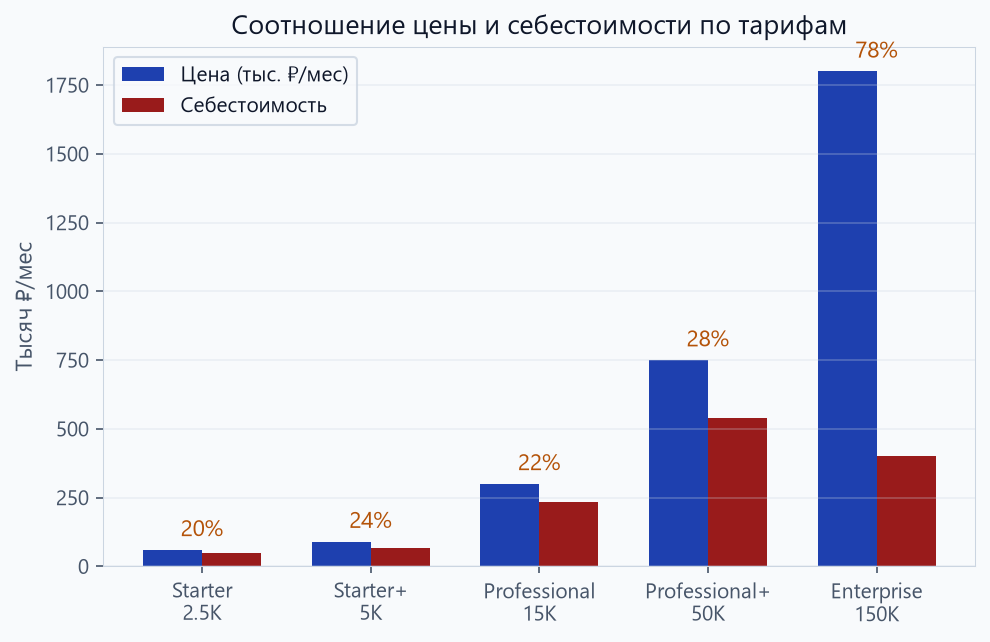 Соотношение цены и себестоимости по тарифам
Цена (тыс. ₽/мес)
Себестоимость
Тысяч ₽/мес
1750
1500
1250
1000
750
500
250
0
20%
24%
22%
28%
78%
Starter
2.5K
Starter+
5K
Professional
15K
Professional+
50K
Enterprise
150K